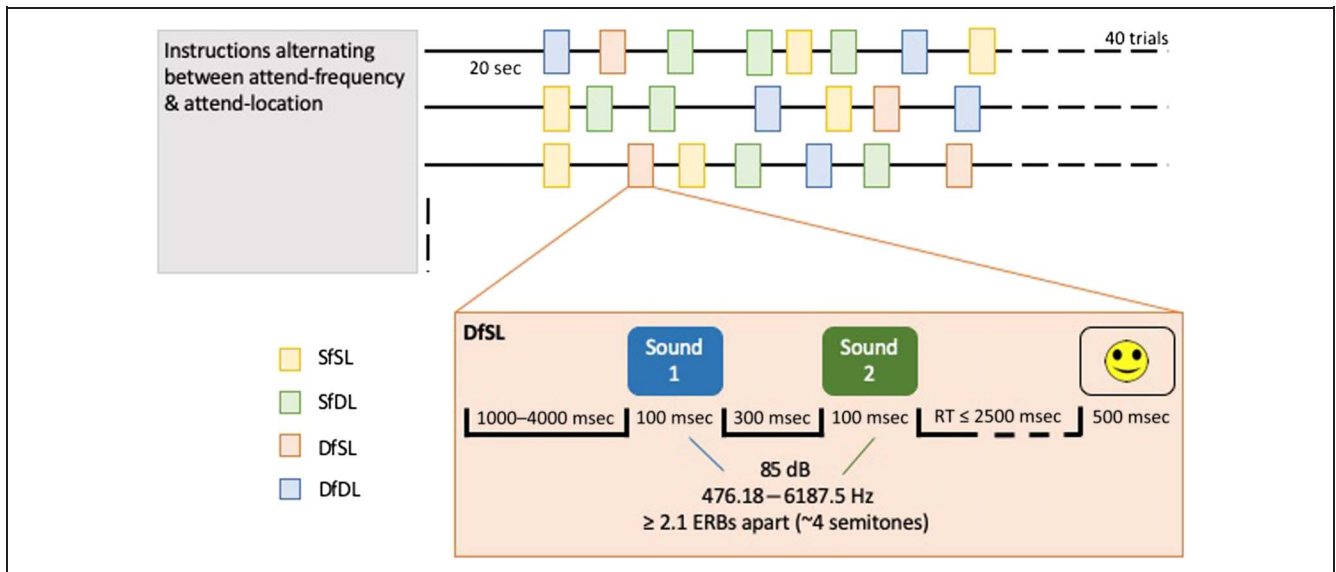 Instructions alternating
between attend-frequency
& attend-location
20 sec
40 trials
SfSL
SfDL
DfSL
DfDL
DfSL
Sound
1
Sound
2
1000–4000 msec
100 msec
300 msec
100 msec
RT ≤ 2500 msec
500 msec
85 dB
476.18–6187.5 Hz
≥ 2.1 ERBs apart (~4 semitones)